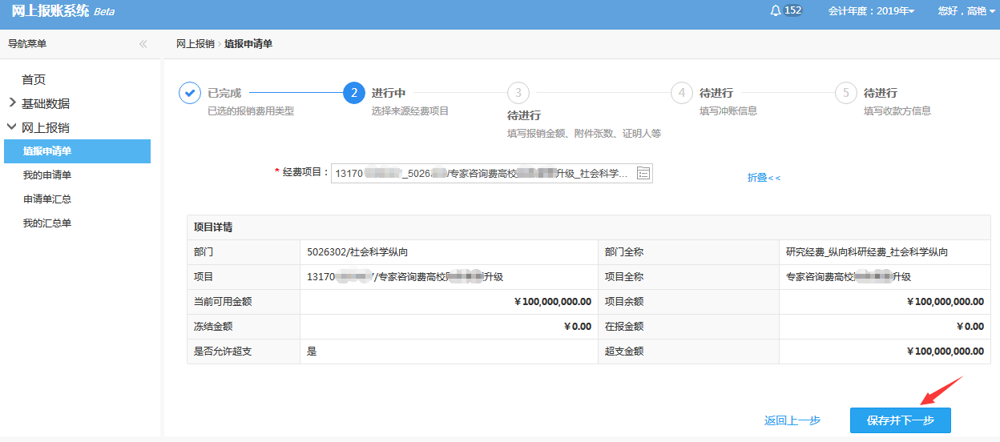 网上报账系统 Beta
152 会计年度：2019年 您好，高艳
导航菜单
网上报销 › 填报申请单
首页
基础数据
网上报销
填报申请单
我的申请单
申请单汇总
我的汇总单
已完成
已选的报销费用类型
2 进行中
选择来源经费项目
3
待进行
填写报销金额、附件张数、证明人等
4 待进行
填写冲账信息
5 待进行
填写收款方信息
* 经费项目： 13170 _5026 /专家咨询费高校 升级_社会科学...
折叠<<
项目详情
部门 5026302/社会科学纵向 部门全称 研究经费_纵向科研经费_社会科学纵向
项目 13170 /专家咨询费高校 升级 项目全称 专家咨询费高校 升级
当前可用金额 ￥100,000,000.00 项目余额 ￥100,000,000.00
冻结金额 ￥0.00 在报金额 ￥0.00
是否允许超支 是 超支金额 ￥100,000,000.00
返回上一步 保存并下一步